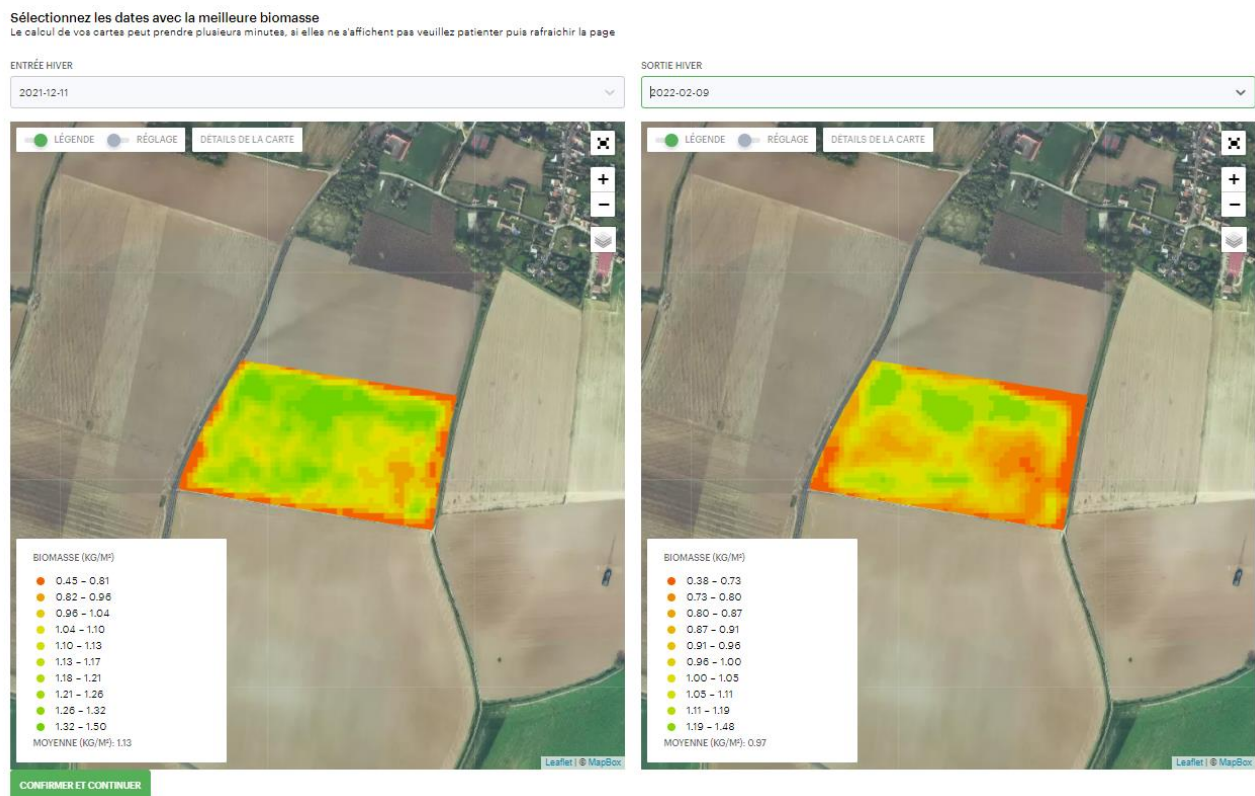 Sélectionnez les dates avec la meilleure biomasse
Le calcul de vos cartes peut prendre plusieurs minutes, si elles ne s'affichent pas veuillez patienter puis rafraichir la page
ENTRÉE HIVER
2021-12-11
LÉGENDE
RÉGLAGE
DÉTAILS DE LA CARTE
+
−
BIOMASSE (KG/M²)
0.45 - 0.81
0.82 - 0.96
0.96 - 1.04
1.04 - 1.10
1.10 - 1.13
1.13 - 1.17
1.18 - 1.21
1.21 - 1.26
1.26 - 1.32
1.32 - 1.50
MOYENNE (KG/M²): 1.13
Leaflet | © MapBox
SORTIE HIVER
2022-02-09
LÉGENDE
RÉGLAGE
DÉTAILS DE LA CARTE
+
−
BIOMASSE (KG/M²)
0.38 - 0.73
0.73 - 0.80
0.80 - 0.87
0.87 - 0.91
0.91 - 0.96
0.96 - 1.00
1.00 - 1.05
1.05 - 1.11
1.11 - 1.19
1.19 - 1.48
MOYENNE (KG/M²): 0.97
Leaflet | © MapBox
CONFIRMER ET CONTINUER